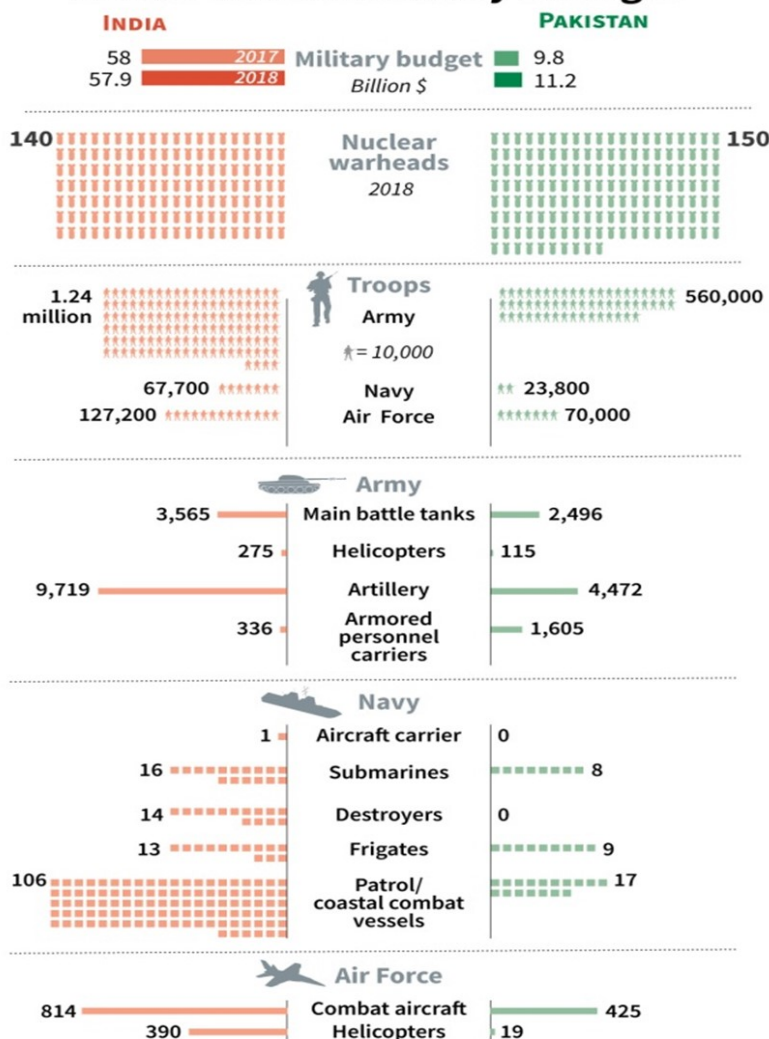 INDIA PAKISTAN
58 2017 Military budget 9.8
57.9 2018 Billion $ 11.2
140 Nuclear warheads 150
2018
Troops
1.24 million Army 560,000
= 10,000
67,700 Navy 23,800
127,200 Air Force 70,000
Army
3,565 Main battle tanks 2,496
275 Helicopters 115
9,719 Artillery 4,472
336 Armored personnel carriers 1,605
Navy
1 Aircraft carrier 0
16 Submarines 8
14 Destroyers 0
13 Frigates 9
106 Patrol/ coastal combat vessels 17
Air Force
814 Combat aircraft 425
390 Helicopters 19